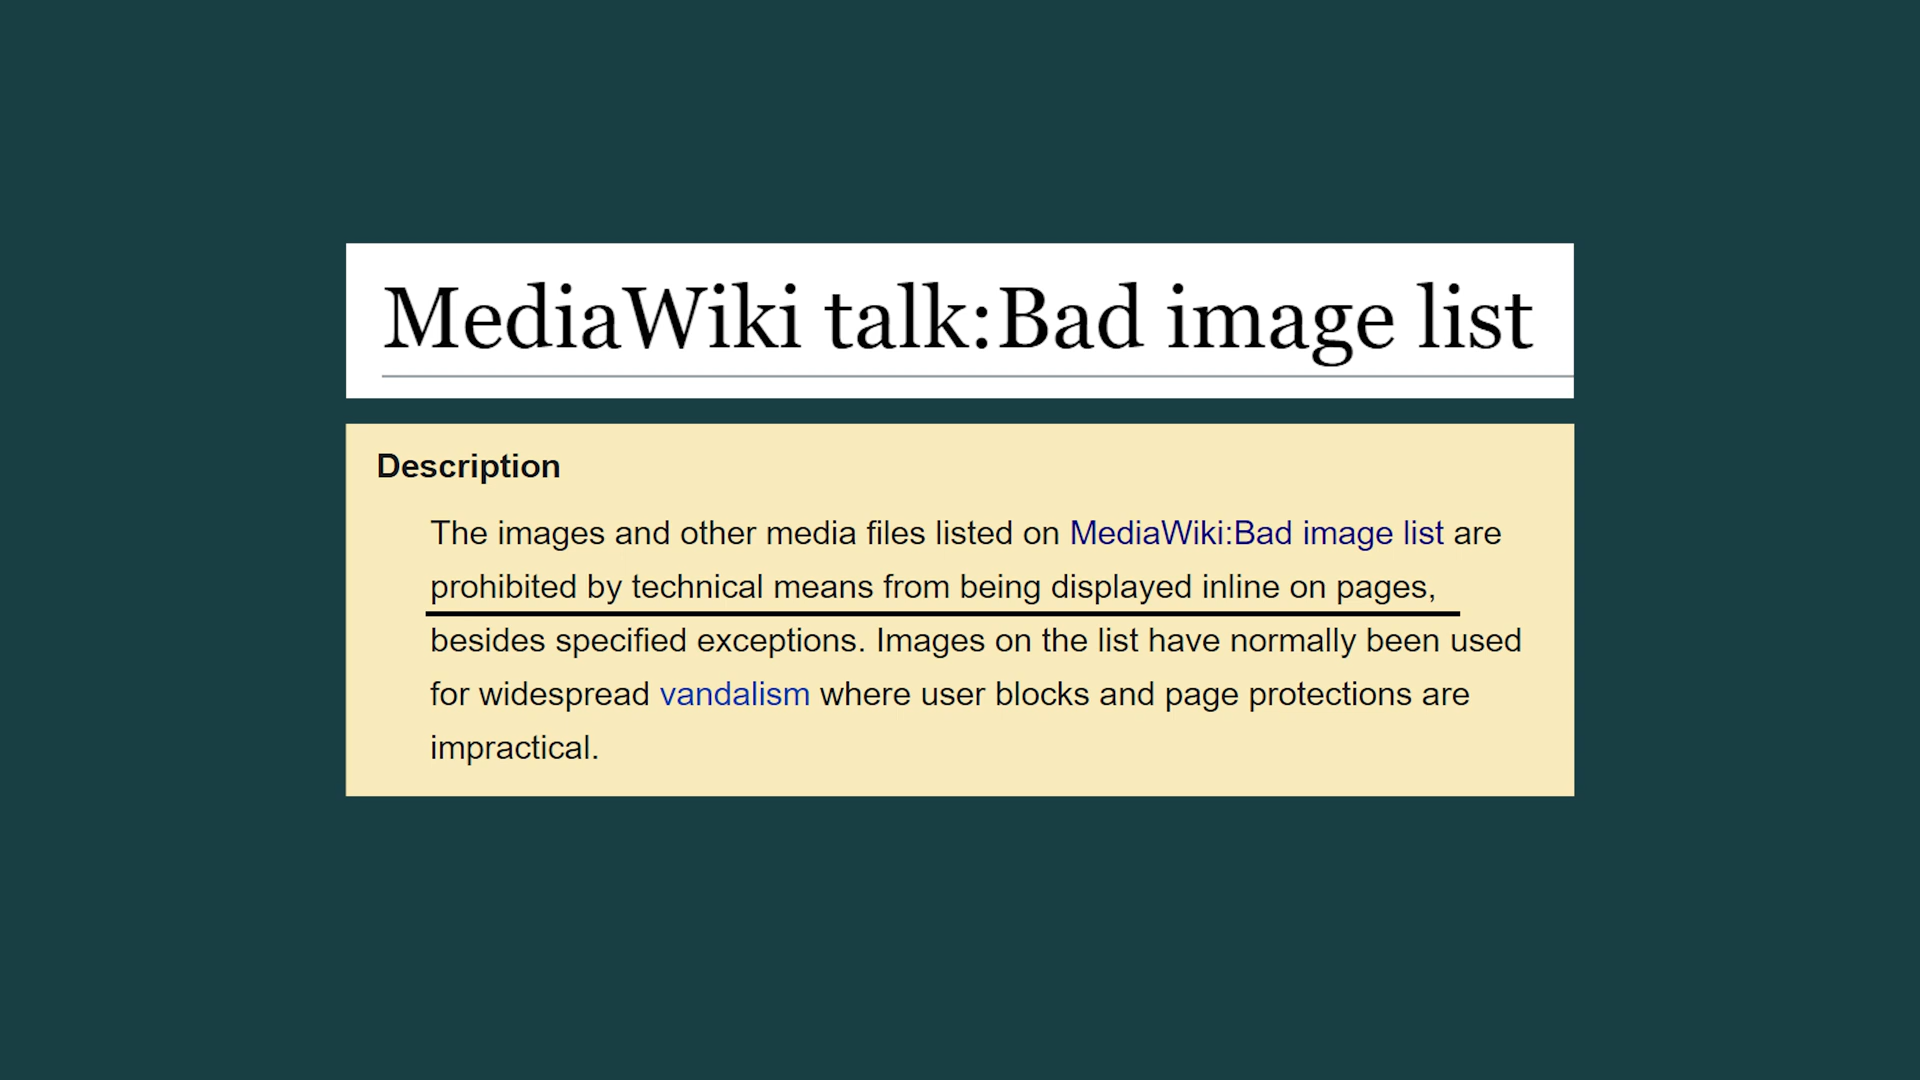 MediaWiki talk:Bad image list
Description
The images and other media files listed on MediaWiki:Bad image list are
prohibited by technical means from being displayed inline on pages,
besides specified exceptions. Images on the list have normally been used
for widespread vandalism where user blocks and page protections are
impractical.